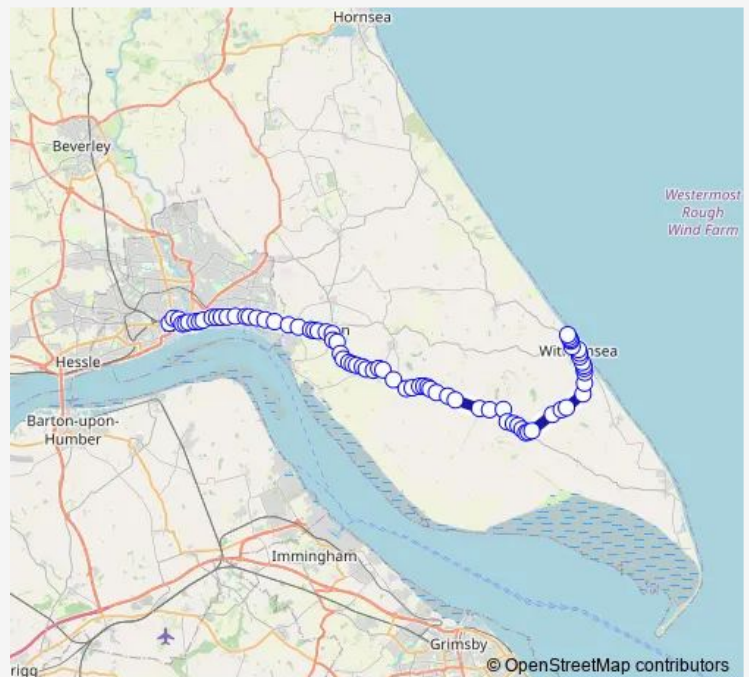 Hornsea
Beverley
Westermost
Rough
Wind Farm
Hessle
Barton-upon-
Humber
Immingham
Grimsby
© OpenStreetMap contributors